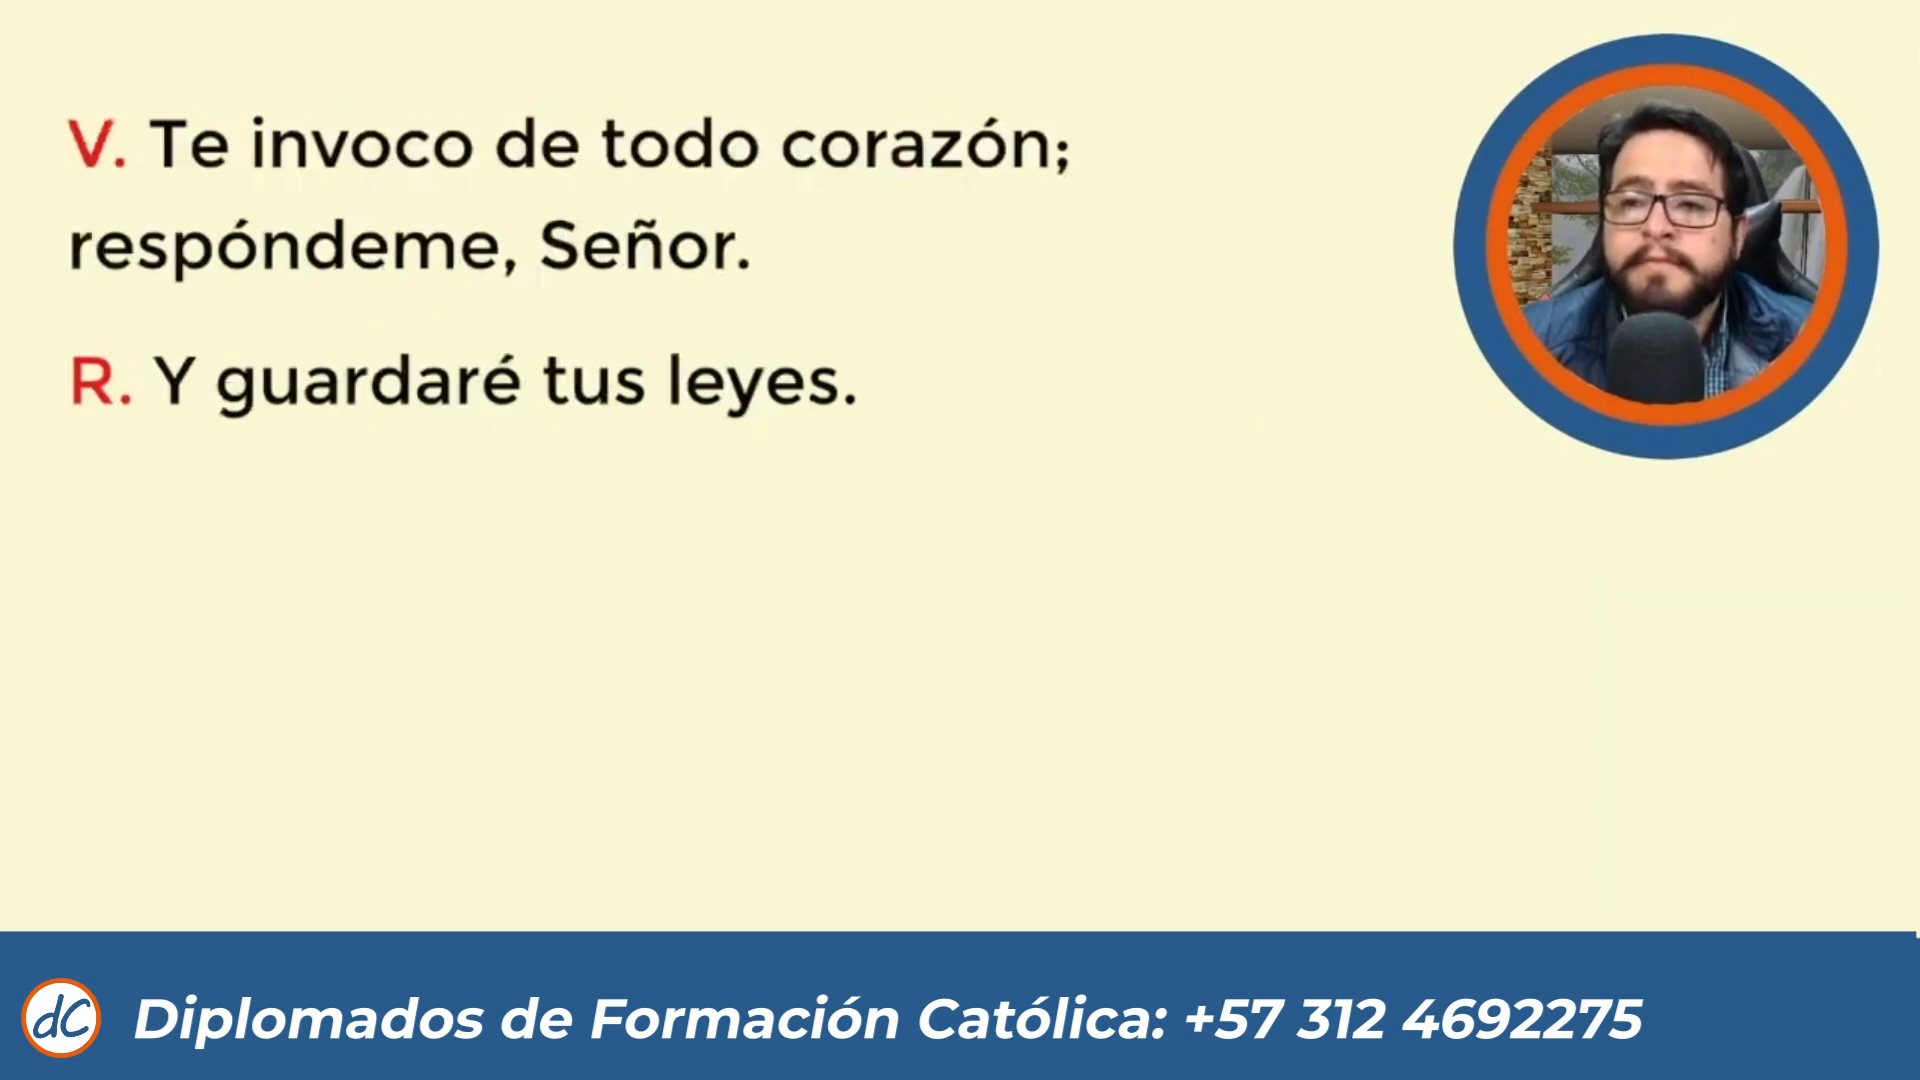 V. Te invoco de todo corazón;
respóndeme, Señor.
R. Y guardaré tus leyes.
dC Diplomados de Formación Católica: +57 312 4692275